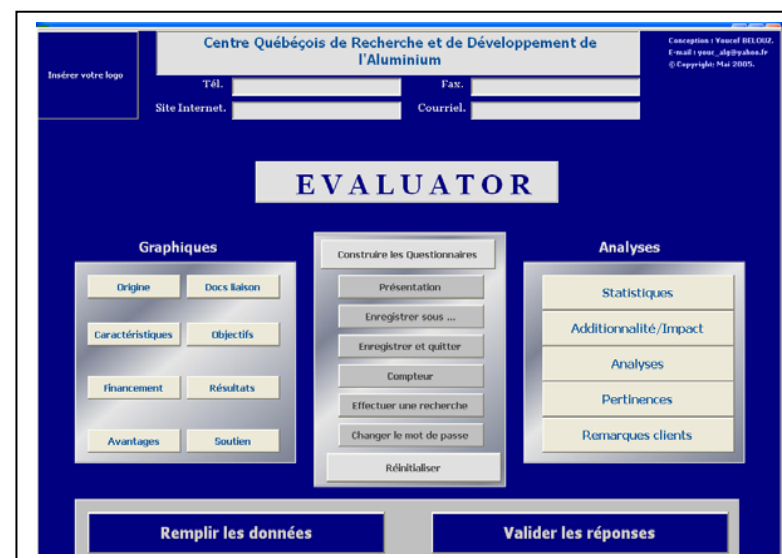 Centre Québéçois de Recherche et de Développement de
l'Aluminium
Conception : Youcef BELOUZ.
E-mail : youc_alg@yahoo.fr
© Copyright: Mai 2005.
Insérer votre logo
Tél.
Fax.
Site Internet.
Courriel.
EVALUATOR
Graphiques
Origine
Docs liaison
Caractéristiques
Objectifs
Financement
Résultats
Avantages
Soutien
Construire les Questionnaires
Présentation
Enregistrer sous ...
Enregistrer et quitter
Compteur
Effectuer une recherche
Changer le mot de passe
Réinitialiser
Analyses
Statistiques
Additionnalité/Impact
Analyses
Pertinences
Remarques clients
Remplir les données
Valider les réponses